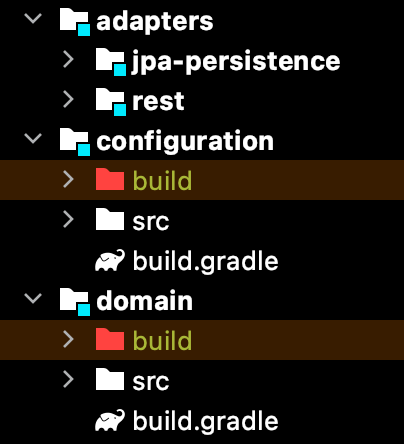 adapters
jpa-persistence
rest
configuration
build
src
build.gradle
domain
build
src
build.gradle